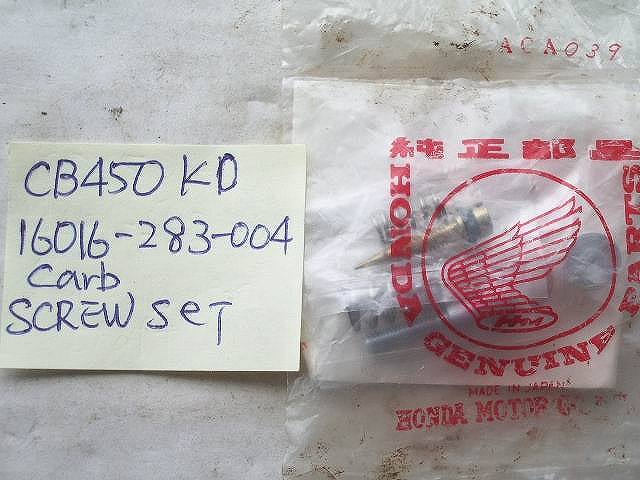 CB450 KD
16016-283-004
Carb
SCREW SET
ACA039
純正部品
HONDA
GENUINE PARTS
MADE IN JAPAN
HONDA MOTOR